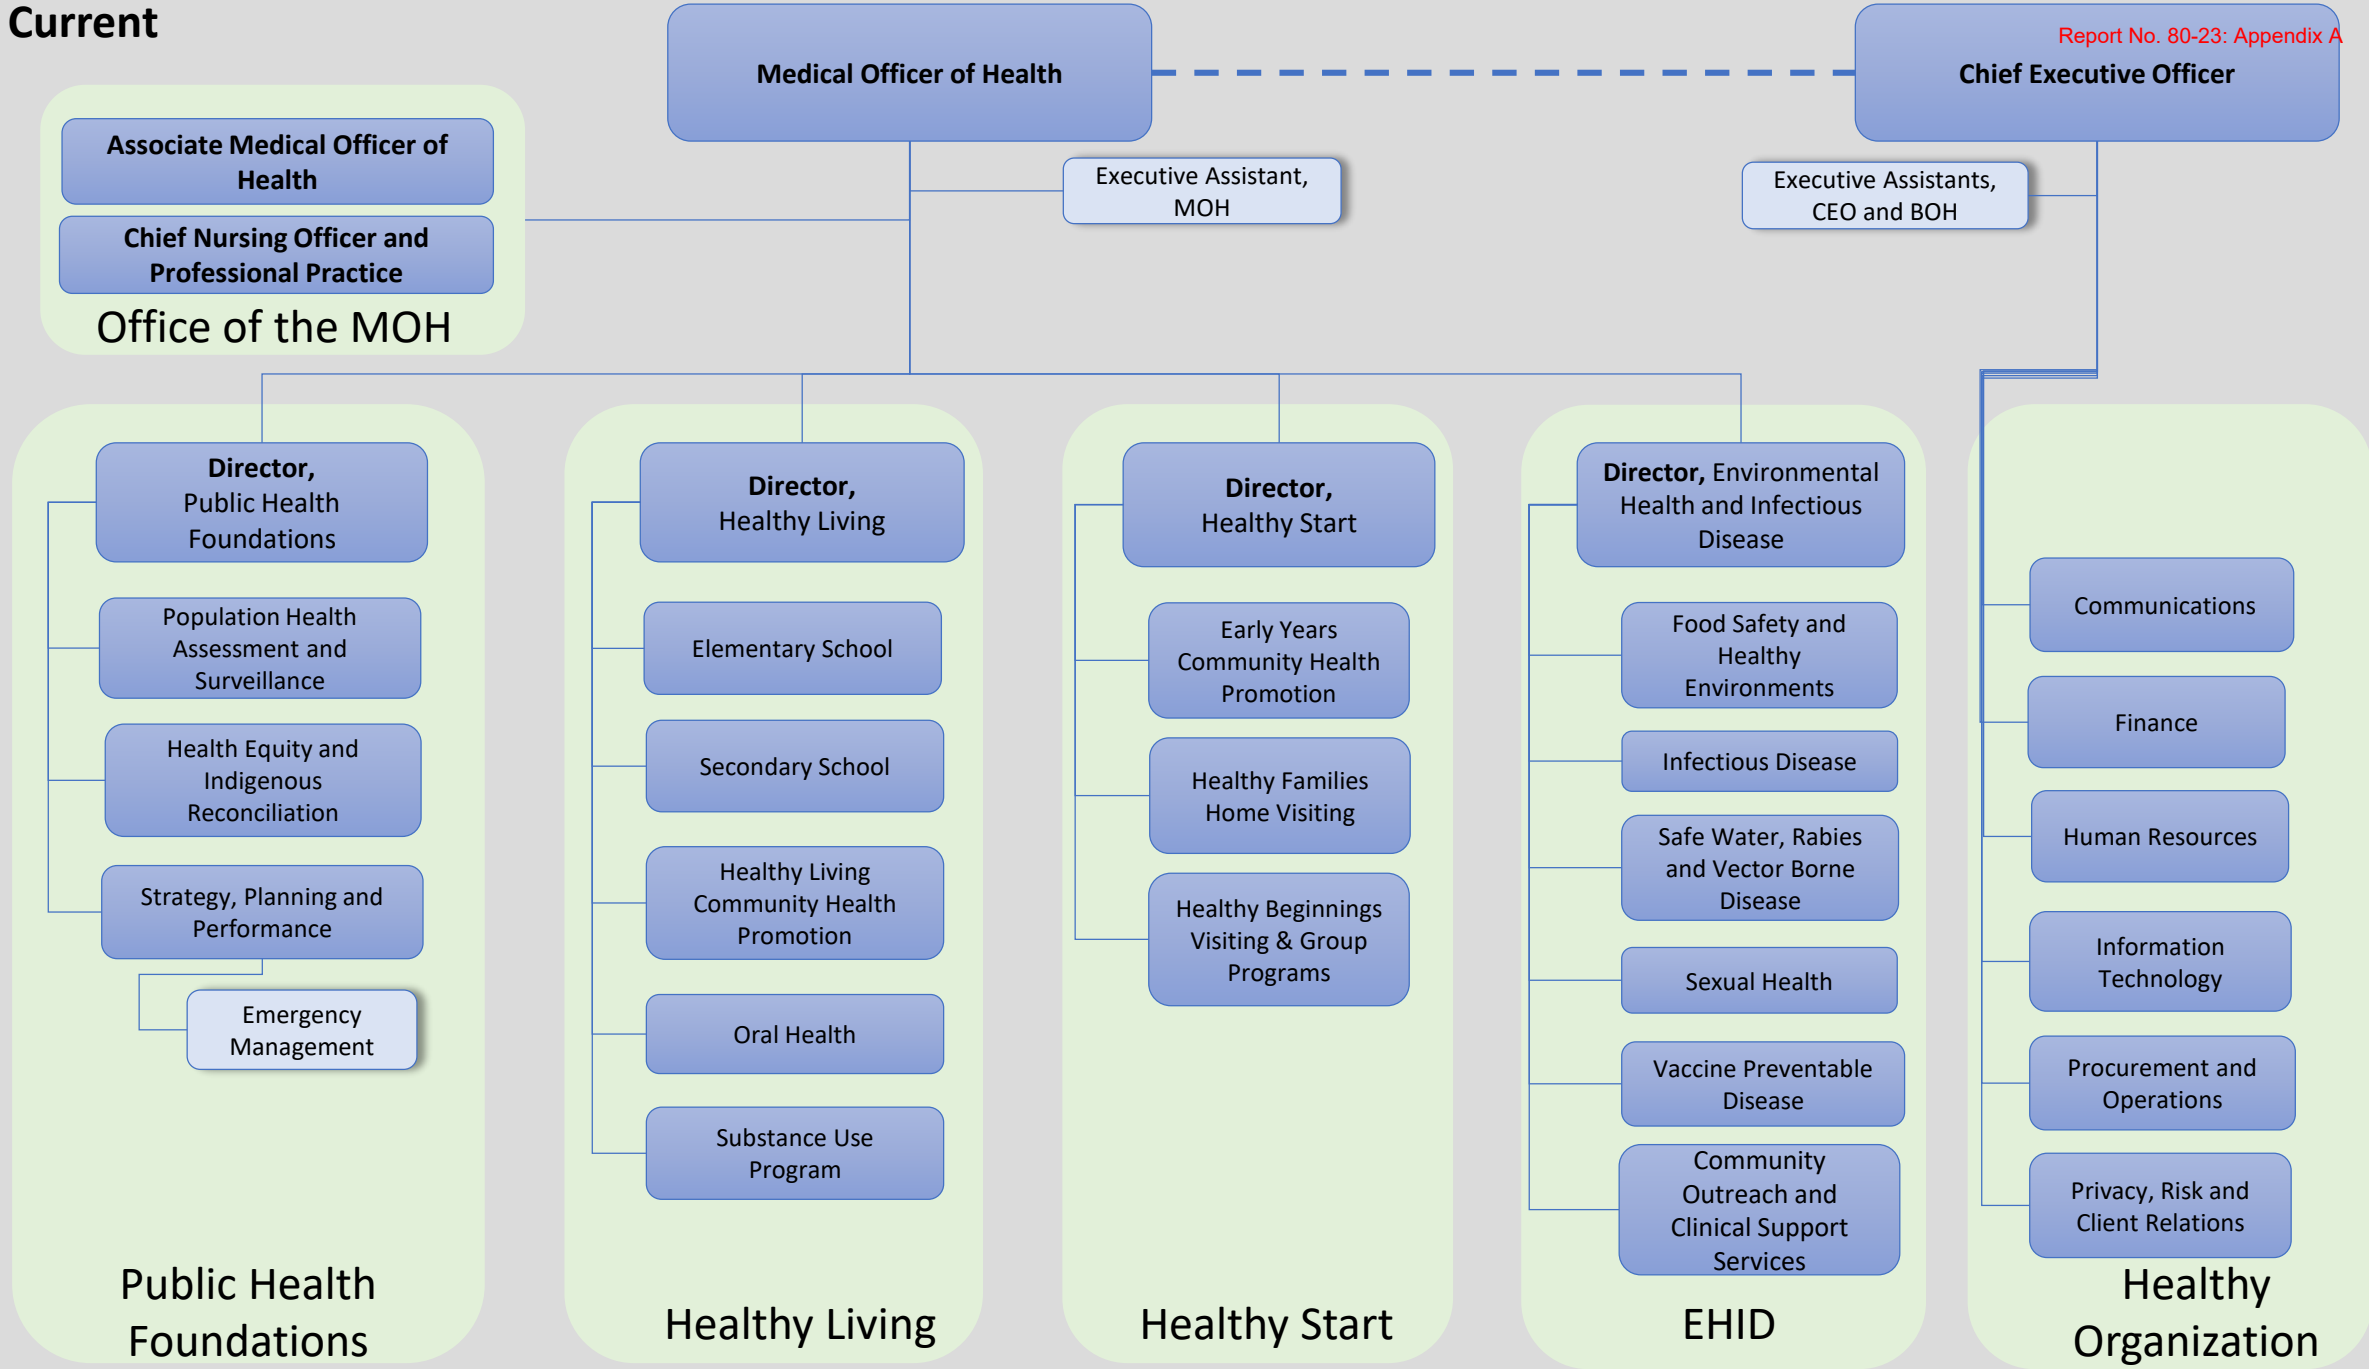 Current
Report No. 80-23: Appendix A
Medical Officer of Health
Chief Executive Officer
Associate Medical Officer of
Health
Chief Nursing Officer and
Professional Practice
Office of the MOH
Executive Assistant,
MOH
Executive Assistants,
CEO and BOH
Director,
Public Health
Foundations
Population Health
Assessment and
Surveillance
Health Equity and
Indigenous
Reconciliation
Strategy, Planning and
Performance
Emergency
Management
Public Health
Foundations
Director,
Healthy Living
Elementary School
Secondary School
Healthy Living
Community Health
Promotion
Oral Health
Substance Use
Program
Healthy Living
Director,
Healthy Start
Early Years
Community Health
Promotion
Healthy Families
Home Visiting
Healthy Beginnings
Visiting & Group
Programs
Healthy Start
Director, Environmental
Health and Infectious
Disease
Food Safety and
Healthy
Environments
Infectious Disease
Safe Water, Rabies
and Vector Borne
Disease
Sexual Health
Vaccine Preventable
Disease
Community
Outreach and
Clinical Support
Services
EHID
Communications
Finance
Human Resources
Information
Technology
Procurement and
Operations
Privacy, Risk and
Client Relations
Healthy
Organization